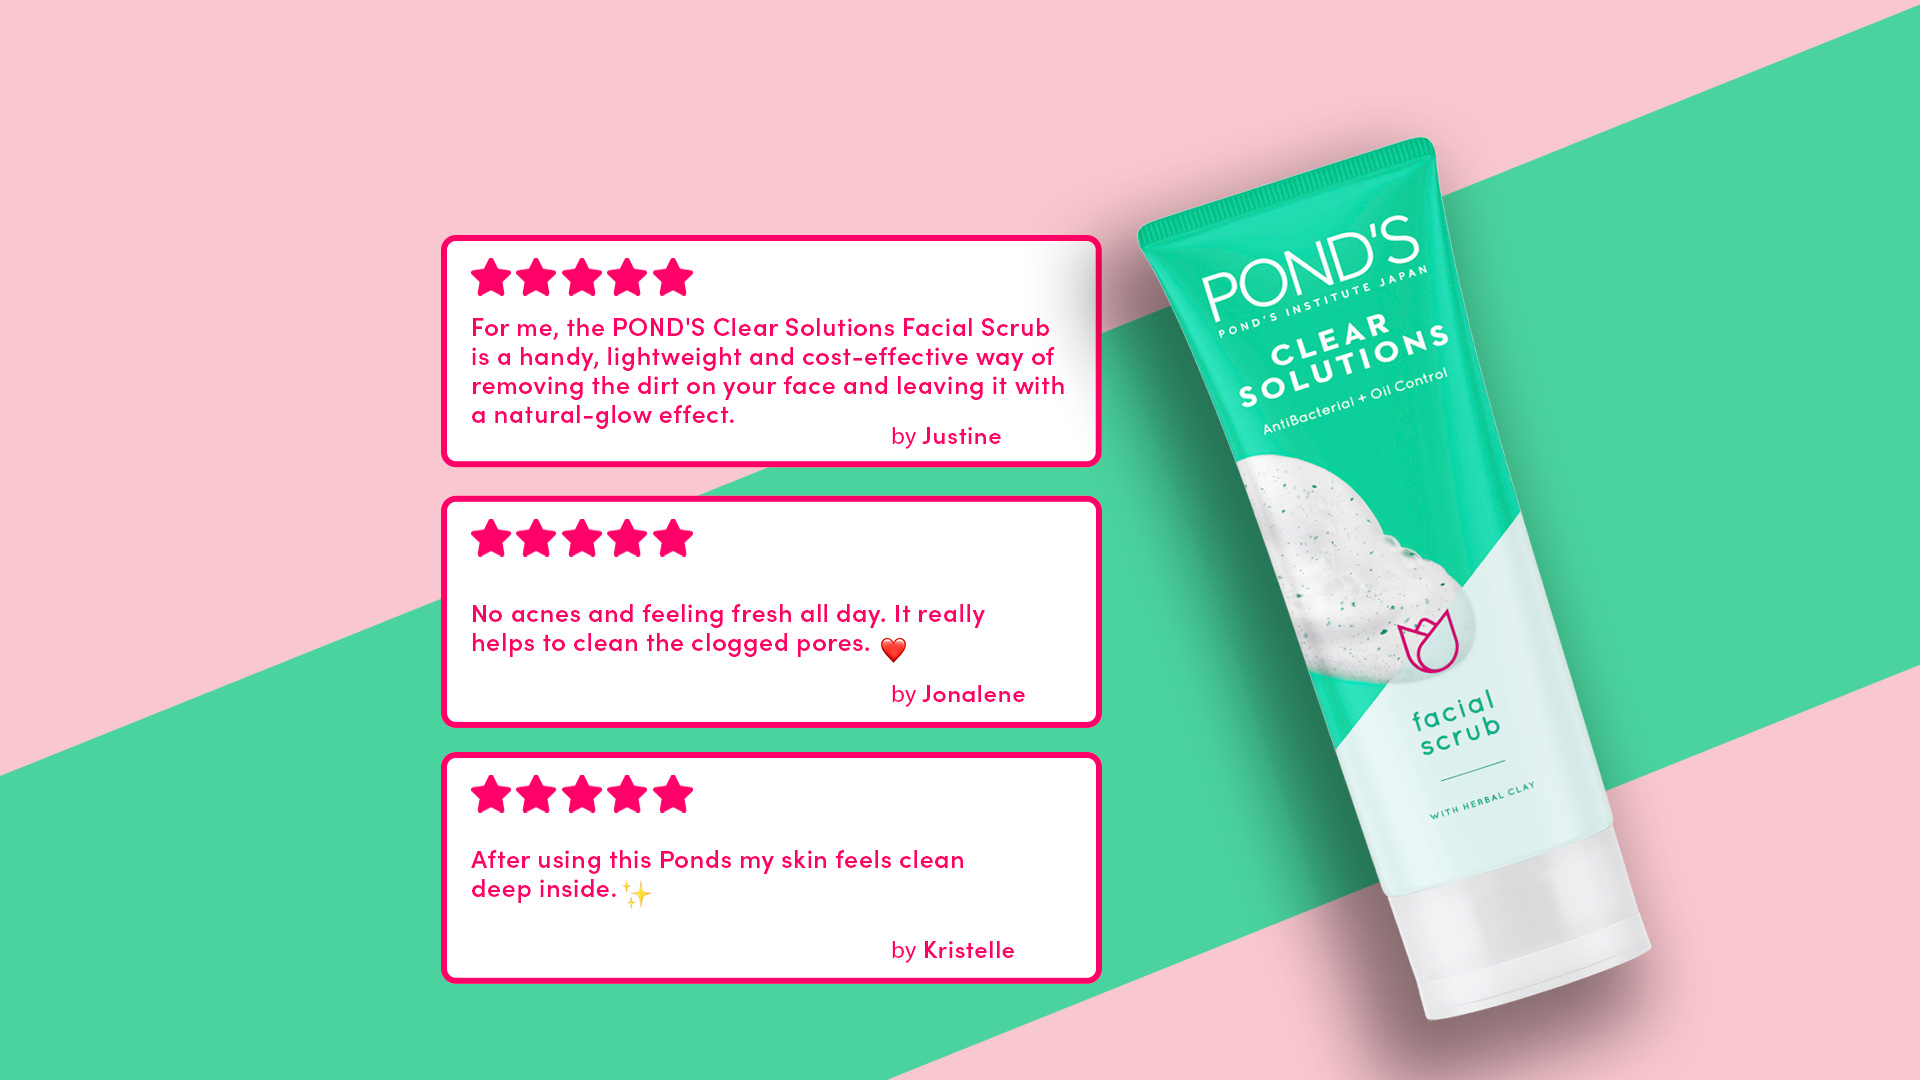 For me, the POND'S Clear Solutions Facial Scrub
is a handy, lightweight and cost-effective way of
removing the dirt on your face and leaving it with
a natural-glow effect.
by Justine
No acnes and feeling fresh all day. It really
helps to clean the clogged pores. ❤️
by Jonalene
After using this Ponds my skin feels clean
deep inside. ✨
by Kristelle
POND'S
POND'S INSTITUTE JAPAN
CLEAR
SOLUTIONS
AntiBacterial + Oil Control
facial
scrub
WITH HERBAL CLAY